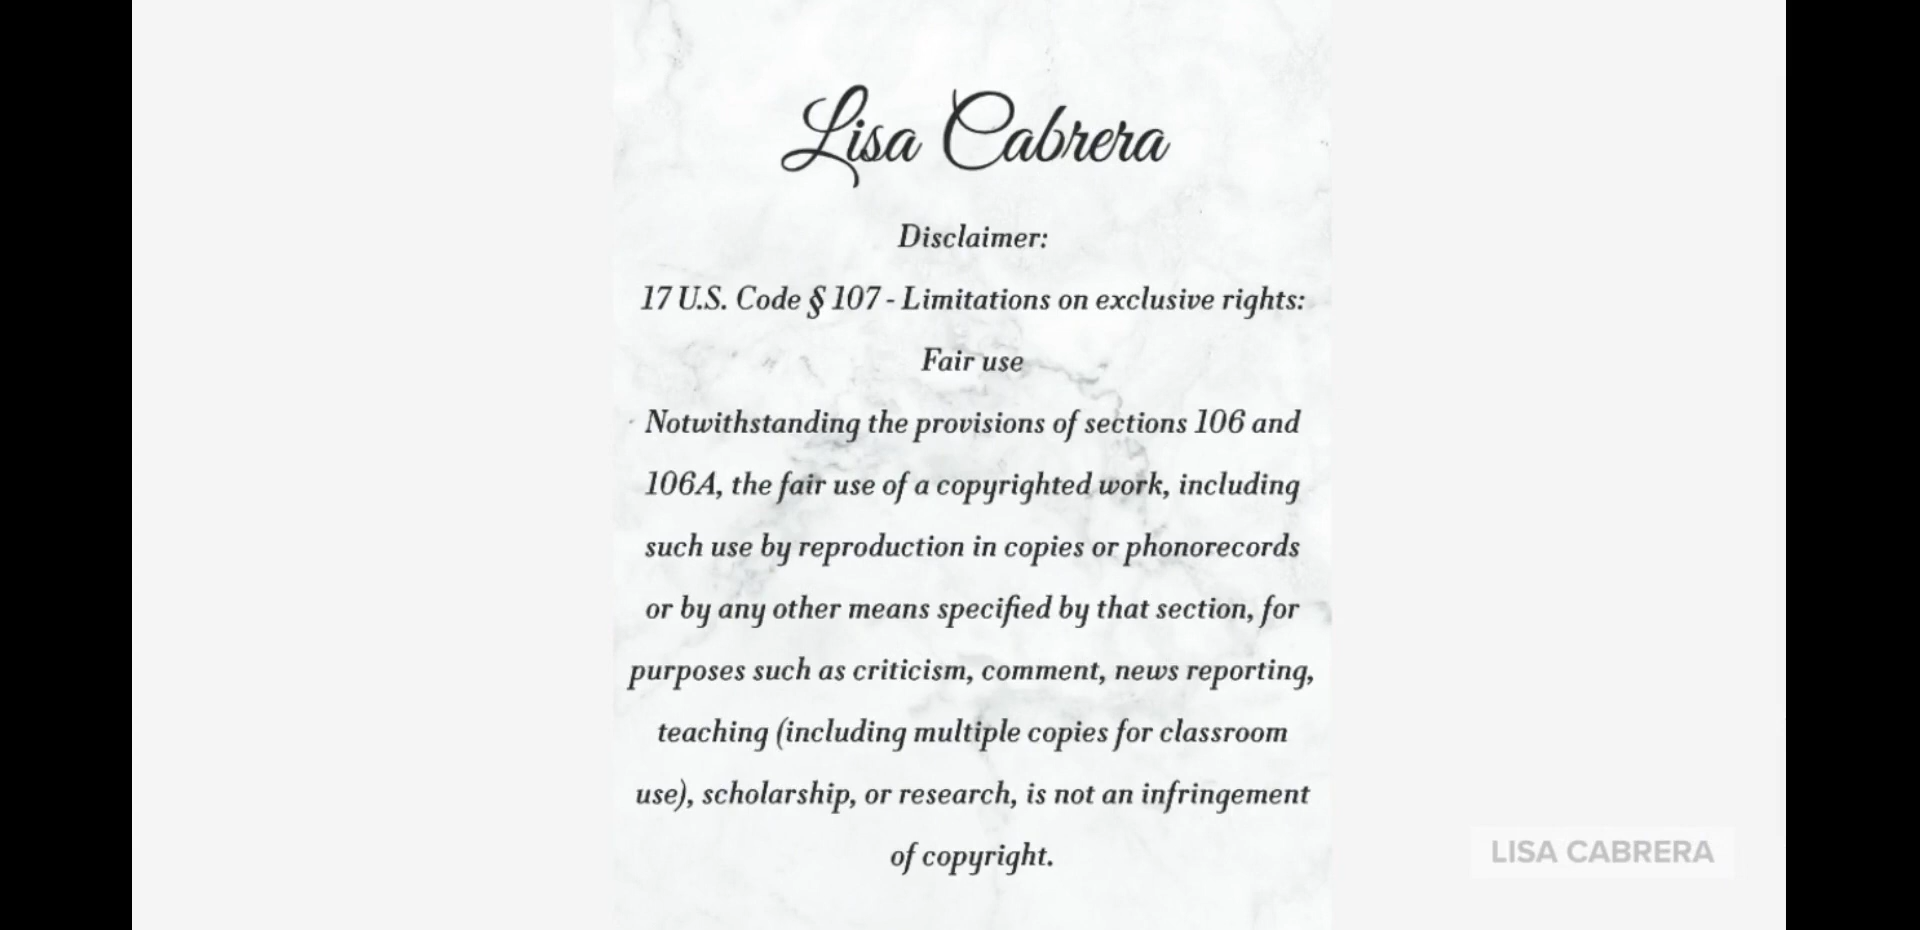 Lisa Cabrera
Disclaimer:
17 U.S. Code § 107 - Limitations on exclusive rights:
Fair use
Notwithstanding the provisions of sections 106 and
106A, the fair use of a copyrighted work, including
such use by reproduction in copies or phonorecords
or by any other means specified by that section, for
purposes such as criticism, comment, news reporting,
teaching (including multiple copies for classroom
use), scholarship, or research, is not an infringement
of copyright.
LISA CABRERA